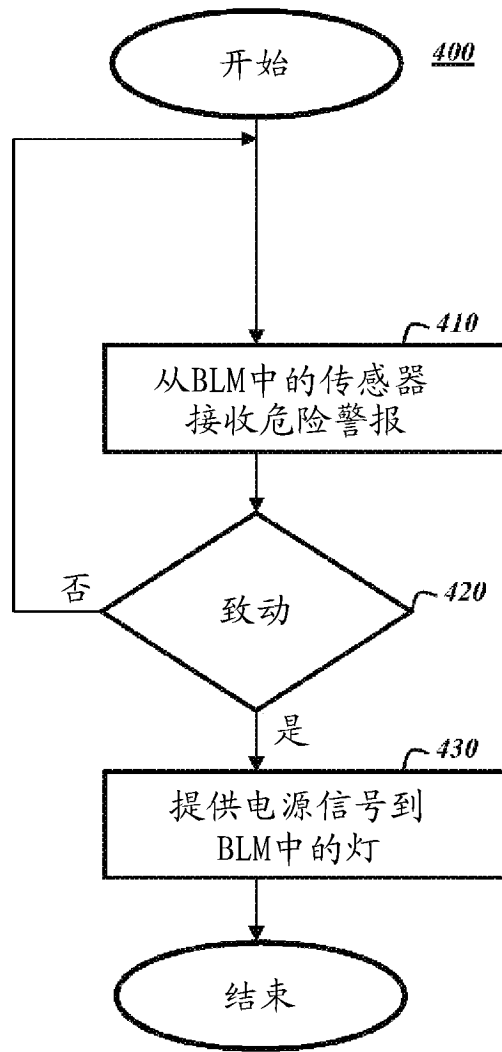 开始
400
410
从BLM中的传感器
接收危险警报
否
致动
420
是
430
提供电源信号到
BLM中的灯
结束